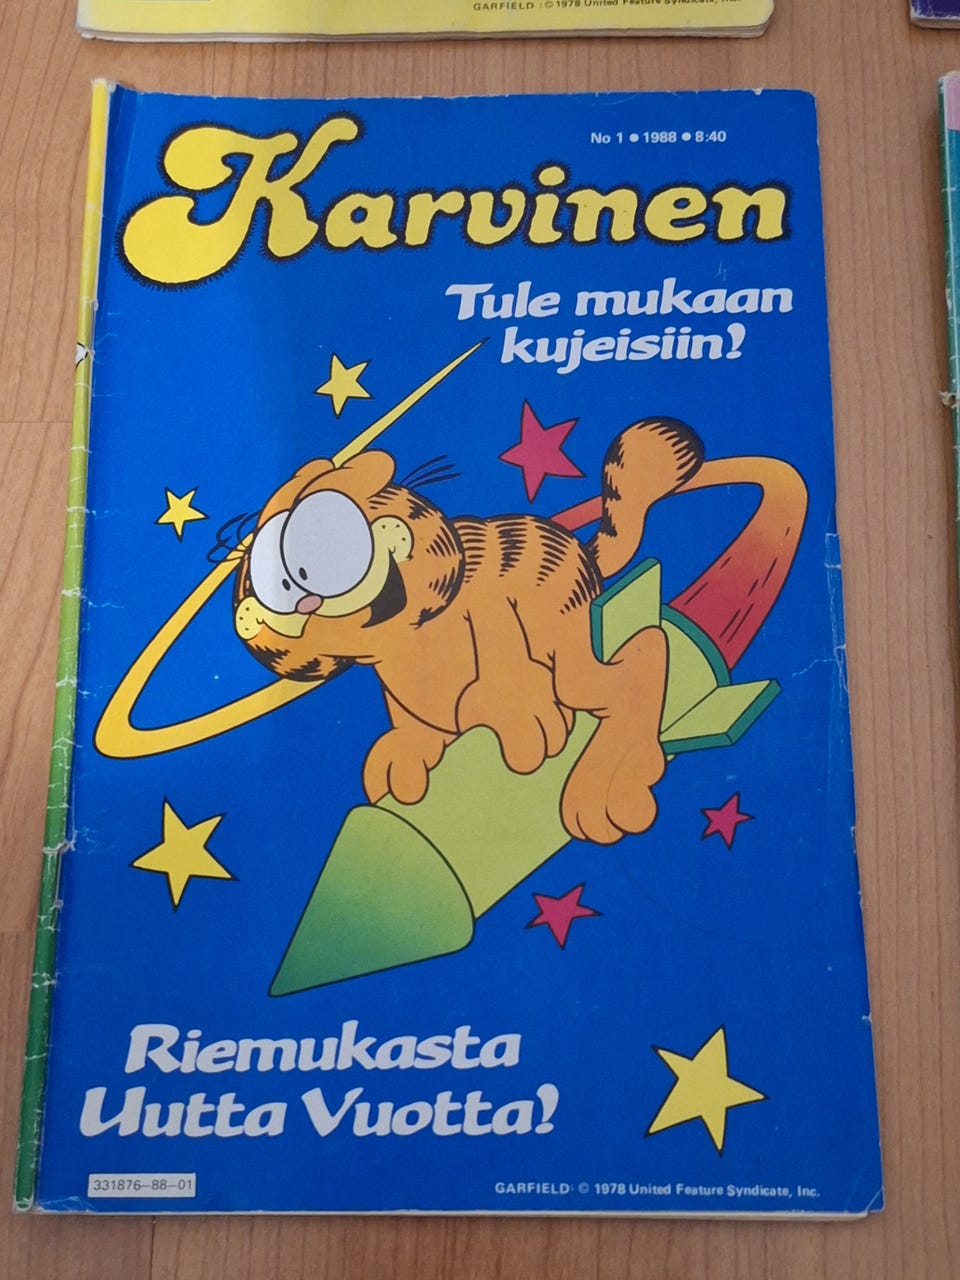 GARFIELD : © 1978 United Feature Syndicate, Inc.
No 1 ● 1988 ● 8:40
Karvinen
Tule mukaan
kujeisiin!
Riemukasta
Uutta Vuotta!
331876—88—01
GARFIELD: © 1978 United Feature Syndicate, Inc.